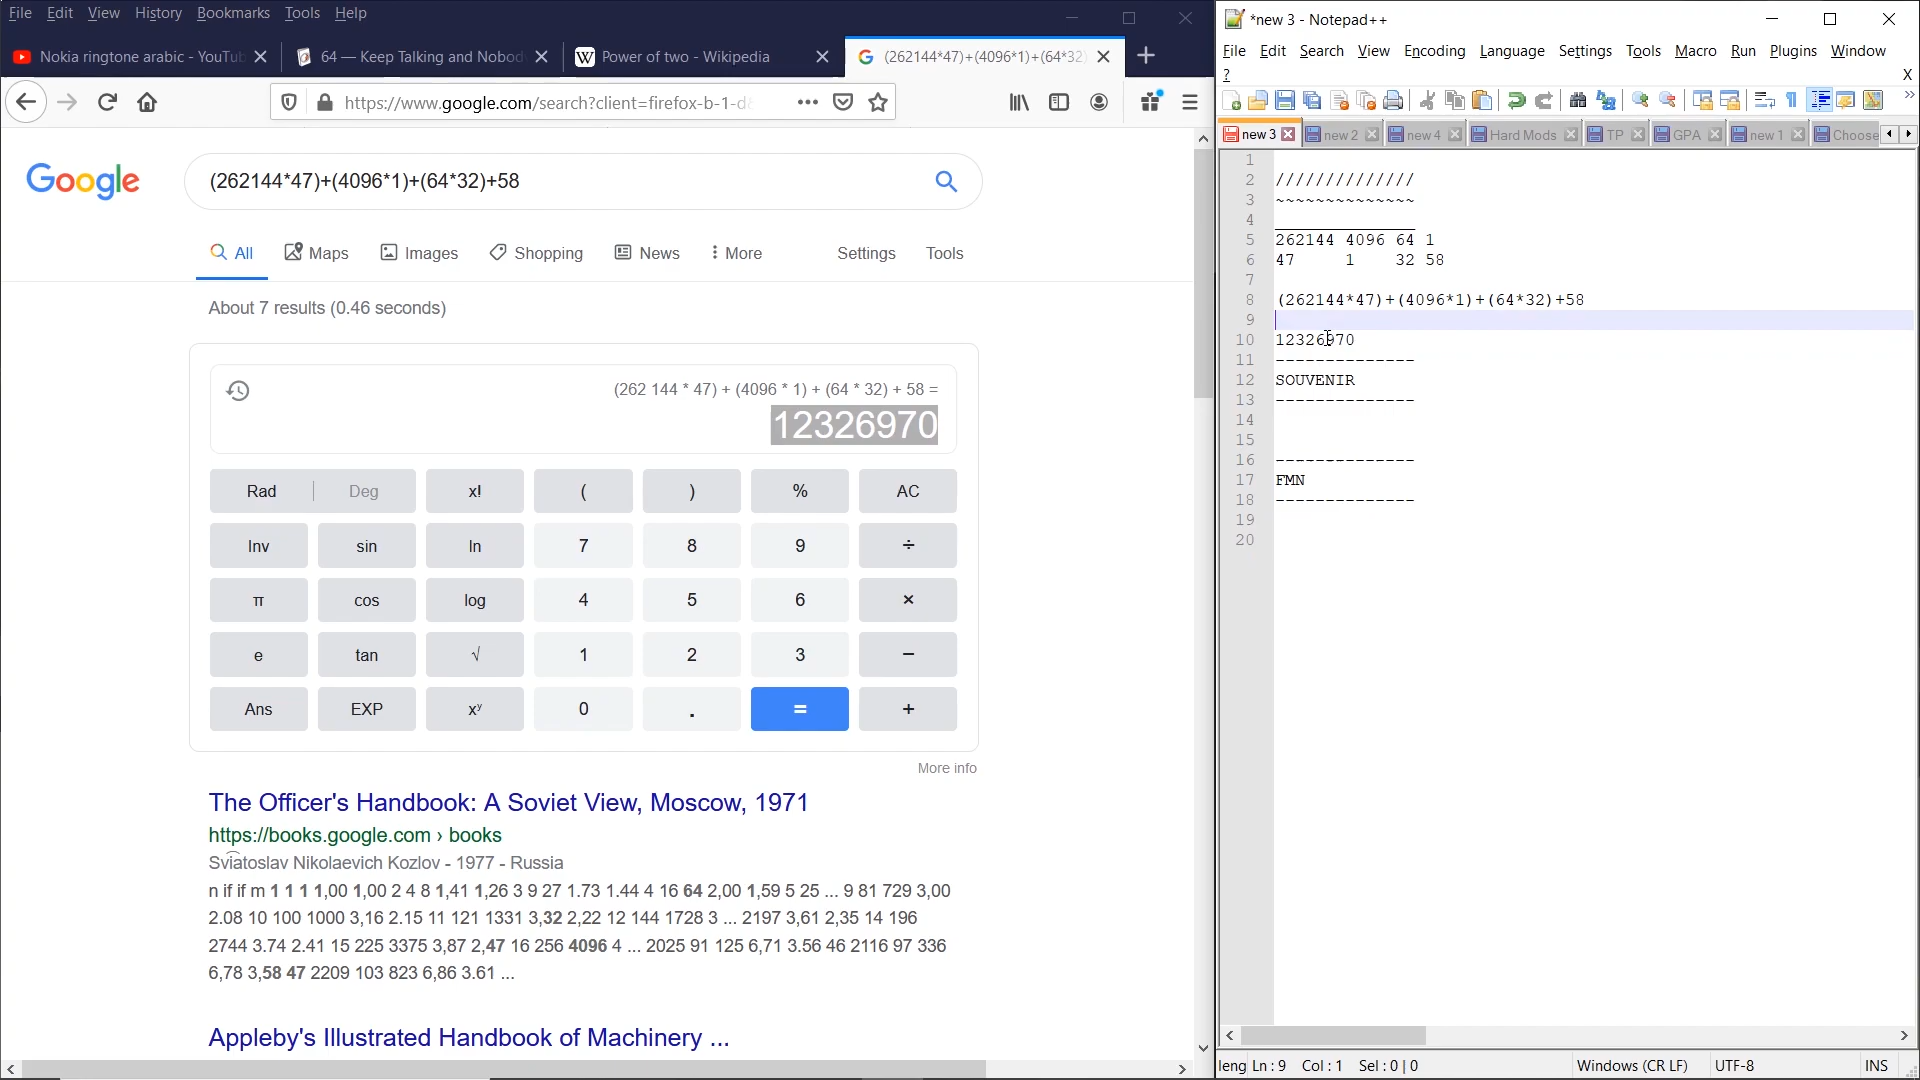 File Edit View History Bookmarks Tools Help
Nokia ringtone arabic - YouTub
64 — Keep Talking and Nobod
Power of two - Wikipedia
(262144*47)+(4096*1)+(64*32)
https://www.google.com/search?client=firefox-b-1-d
Google
(262144*47)+(4096*1)+(64*32)+58
All Maps Images Shopping News More Settings Tools
About 7 results (0.46 seconds)
(262 144 * 47) + (4096 * 1) + (64 * 32) + 58 =
12326970
Rad Deg x! ( ) % AC
Inv sin ln 7 8 9 ÷
π cos log 4 5 6 ×
e tan √ 1 2 3 −
Ans EXP xʸ 0 . = +
More info
The Officer's Handbook: A Soviet View, Moscow, 1971
https://books.google.com › books
Svi͡atoslav Nikolaevich Kozlov - 1977 - Russia
n if if m 1 1 1 1,00 1,00 2 4 8 1,41 1,26 3 9 27 1.73 1.44 4 16 64 2,00 1,59 5 25 ... 9 81 729 3,00
2.08 10 100 1000 3,16 2.15 11 121 1331 3,32 2,22 12 144 1728 3 ... 2197 3,61 2,35 14 196
2744 3.74 2.41 15 225 3375 3,87 2,47 16 256 4096 4 ... 2025 91 125 6,71 3.56 46 2116 97 336
6,78 3,58 47 2209 103 823 6,86 3.61 ...
Appleby's Illustrated Handbook of Machinery ...
*new 3 - Notepad++
File Edit Search View Encoding Language Settings Tools Macro Run Plugins Window
? X
new 3 new 2 new 4 Hard Mods TP GPA new 1 Choose
1
2 //////////////
3 ~~~~~~~~~~~~~~
4 ______________
5 262144 4096 64 1
6 47 1 32 58
7
8 (262144*47)+(4096*1)+(64*32)+58
9
10 12326970
11 --------------
12 SOUVENIR
13 --------------
14
15
16 --------------
17 FMN
18 --------------
19
20
leng Ln : 9 Col : 1 Sel : 0 | 0 Windows (CR LF) UTF-8 INS